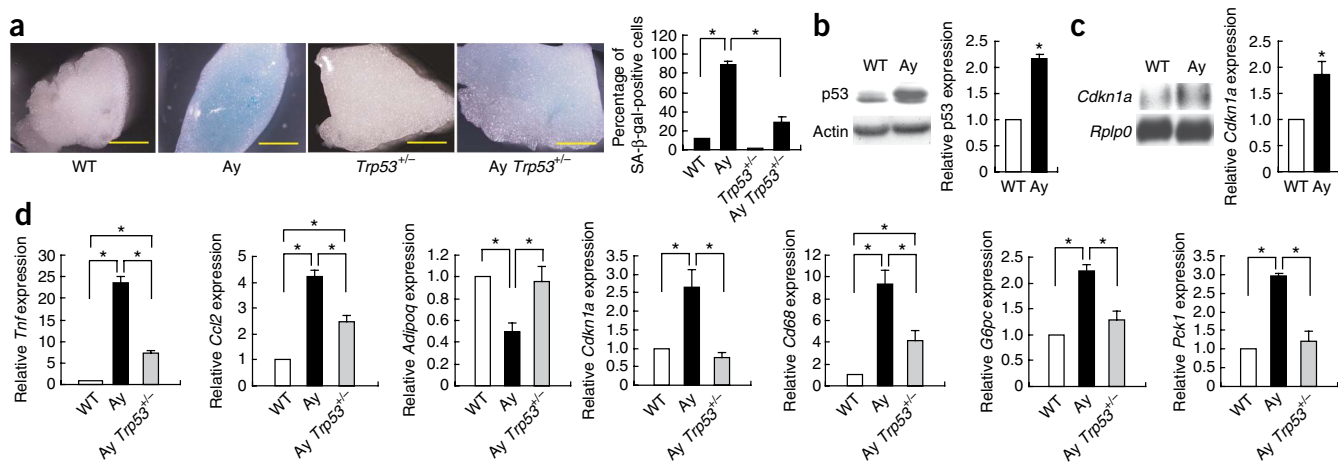 a
WT
Ay
Trp53+/–
Ay Trp53+/–
Percentage of
SA-β-gal-positive cells
120
100
80
60
40
20
0
*
*
WT
Ay
Trp53+/–
Ay Trp53+/–
b
WT Ay
p53
Actin
Relative p53 expression
2.5
2.0
1.5
1.0
0.5
0
*
WT Ay
c
WT Ay
Cdkn1a
Rplp0
Relative Cdkn1a expression
2.5
2.0
1.5
1.0
0.5
0
*
WT Ay
d
Relative Tnf expression
30
25
20
15
10
5
0
*
* *
WT
Ay
Ay Trp53+/–
Relative Ccl2 expression
5
4
3
2
1
0
*
* *
WT
Ay
Ay Trp53+/–
Relative Adipoq expression
1.2
1.0
0.8
0.6
0.4
0.2
0
* *
WT
Ay
Ay Trp53+/–
Relative Cdkn1a expression
3.5
3.0
2.5
2.0
1.5
1.0
0.5
0
* *
WT
Ay
Ay Trp53+/–
Relative Cd68 expression
12
10
8
6
4
2
0
*
* *
WT
Ay
Ay Trp53+/–
Relative G6pc expression
2.5
2.0
1.5
1.0
0.5
0
* *
WT
Ay
Ay Trp53+/–
Relative Pck1 expression
3.5
3.0
2.5
2.0
1.5
1.0
0.5
0
* *
WT
Ay
Ay Trp53+/–